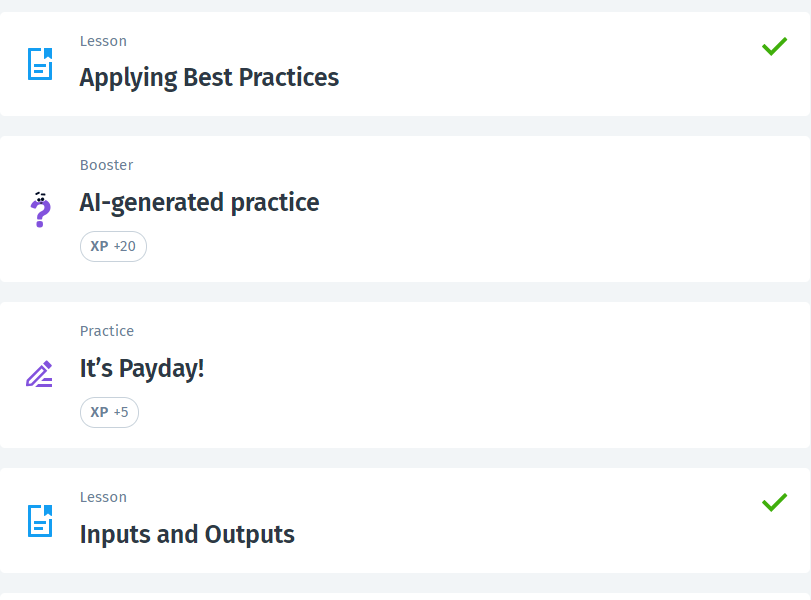 Lesson
Applying Best Practices
Booster
AI-generated practice
XP +20
Practice
It’s Payday!
XP +5
Lesson
Inputs and Outputs